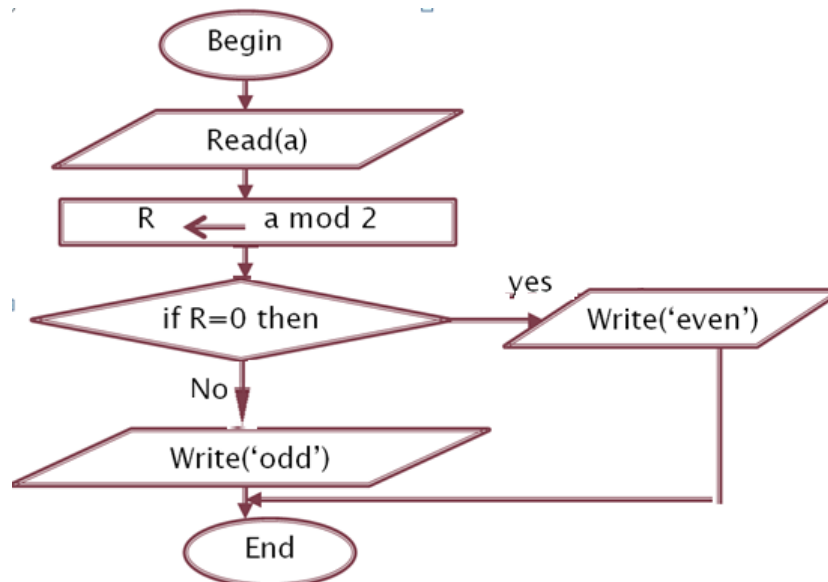 Begin
Read(a)
R a mod 2
if R=0 then
yes
Write(‘even’)
No
Write(‘odd’)
End